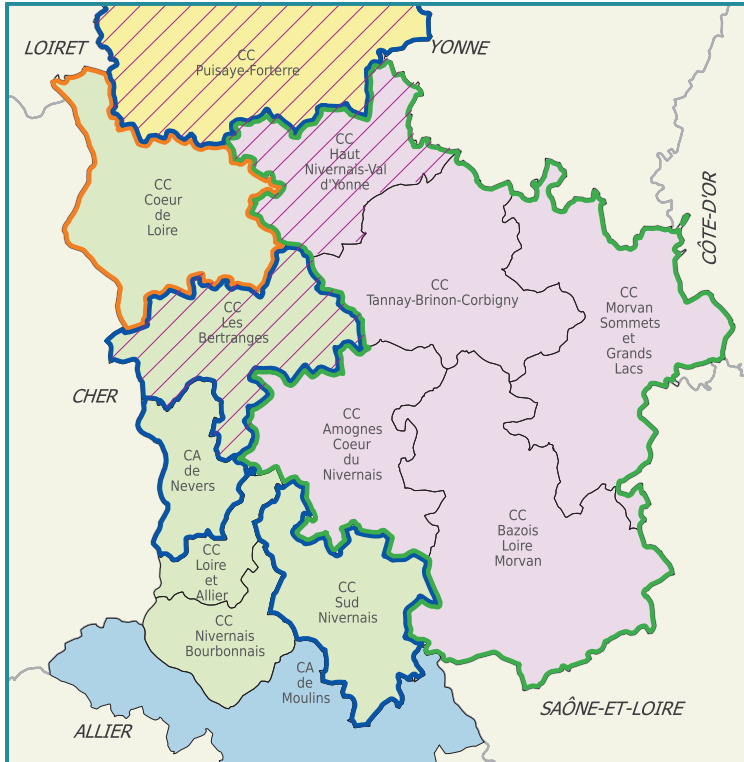 LOIRET
YONNE
CC
Puisaye-Forterre
CC
Haut
Nivernais-Val
d'Yonne
CC
Coeur
de
Loire
CÔTE-D'OR
CC
Tannay-Brinon-Corbigny
CC
Morvan
Sommets
et
Grands
Lacs
CC
Les
Bertranges
CHER
CC
Amognes
Coeur
du
Nivernais
CA
de
Nevers
CC
Bazois
Loire
Morvan
CC
Loire
et
Allier
CC
Sud
Nivernais
CC
Nivernais
Bourbonnais
CA
de
Moulins
SAÔNE-ET-LOIRE
ALLIER